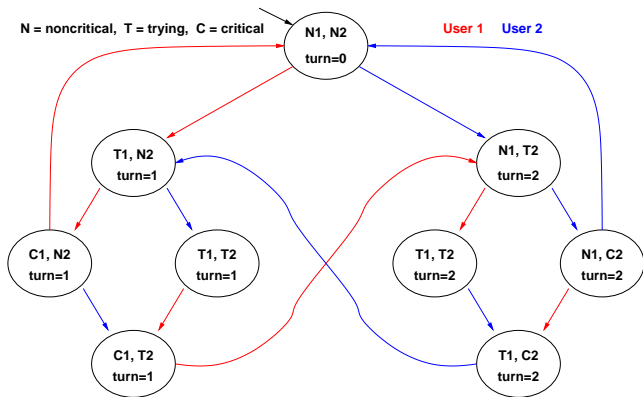 N = noncritical, T = trying, C = critical
User 1 User 2
N1, N2
turn=0
T1, N2
turn=1
N1, T2
turn=2
C1, N2
turn=1
T1, T2
turn=1
T1, T2
turn=2
N1, C2
turn=2
C1, T2
turn=1
T1, C2
turn=2